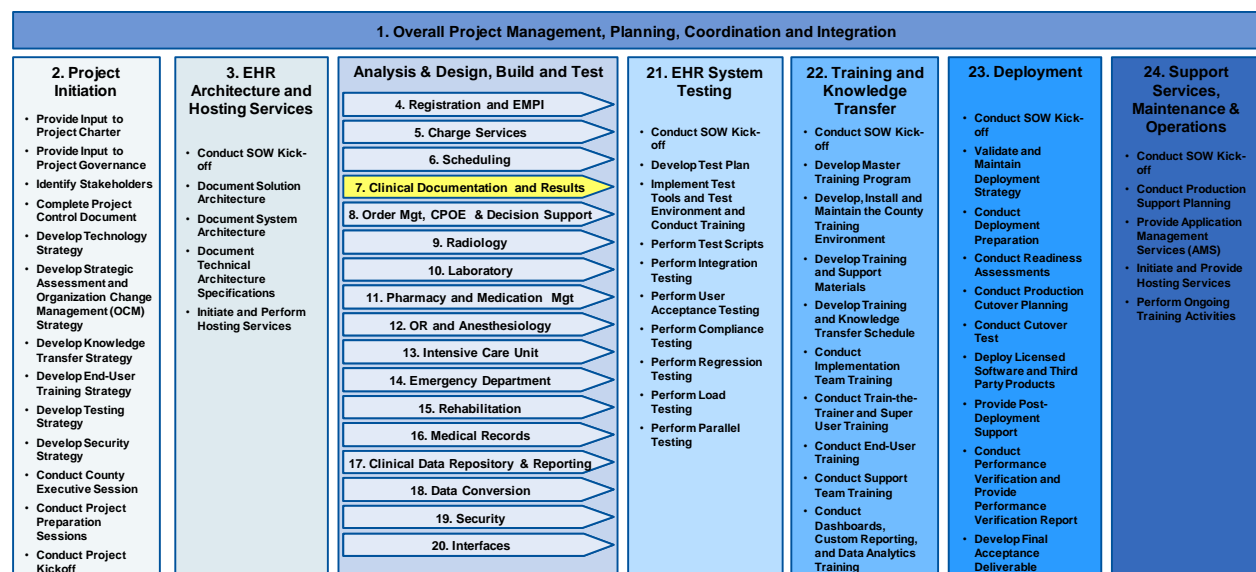 1. Overall Project Management, Planning, Coordination and Integration
2. Project
Initiation
• Provide Input to
Project Charter
• Provide Input to
Project Governance
• Identify Stakeholders
• Complete Project
Control Document
• Develop Technology
Strategy
• Develop Strategic
Assessment and
Organization Change
Management (OCM)
Strategy
• Develop Knowledge
Transfer Strategy
• Develop End-User
Training Strategy
• Develop Testing
Strategy
• Develop Security
Strategy
• Conduct County
Executive Session
• Conduct Project
Preparation
Sessions
• Conduct Project
Kickoff
3. EHR
Architecture and
Hosting Services
• Conduct SOW Kick-
off
• Document Solution
Architecture
• Document System
Architecture
• Document
Technical
Architecture
Specifications
• Initiate and Perform
Hosting Services
Analysis & Design, Build and Test
4. Registration and EMPI
5. Charge Services
6. Scheduling
7. Clinical Documentation and Results
8. Order Mgt, CPOE & Decision Support
9. Radiology
10. Laboratory
11. Pharmacy and Medication Mgt
12. OR and Anesthesiology
13. Intensive Care Unit
14. Emergency Department
15. Rehabilitation
16. Medical Records
17. Clinical Data Repository & Reporting
18. Data Conversion
19. Security
20. Interfaces
21. EHR System
Testing
• Conduct SOW Kick-
off
• Develop Test Plan
• Implement Test
Tools and Test
Environment and
Conduct Training
• Perform Test Scripts
• Perform Integration
Testing
• Perform User
Acceptance Testing
• Perform Compliance
Testing
• Perform Regression
Testing
• Perform Load
Testing
• Perform Parallel
Testing
22. Training and
Knowledge
Transfer
• Conduct SOW Kick-
off
• Develop Master
Training Program
• Develop, Install and
Maintain the County
Training
Environment
• Develop Training
and Support
Materials
• Develop Training
and Knowledge
Transfer Schedule
• Conduct
Implementation
Team Training
• Conduct Train-the-
Trainer and Super
User Training
• Conduct End-User
Training
• Conduct Support
Team Training
• Conduct
Dashboards,
Custom Reporting,
and Data Analytics
Training
23. Deployment
• Conduct SOW Kick-
off
• Validate and
Maintain
Deployment
Strategy
• Conduct
Deployment
Preparation
• Conduct Readiness
Assessments
• Conduct Production
Cutover Planning
• Conduct Cutover
Test
• Deploy Licensed
Software and Third
Party Products
• Provide Post-
Deployment
Support
• Conduct
Performance
Verification and
Provide
Performance
Verification Report
• Develop Final
Acceptance
Deliverable
24. Support
Services,
Maintenance &
Operations
• Conduct SOW Kick-
off
• Conduct Production
Support Planning
• Provide Application
Management
Services (AMS)
• Initiate and Provide
Hosting Services
• Perform Ongoing
Training Activities